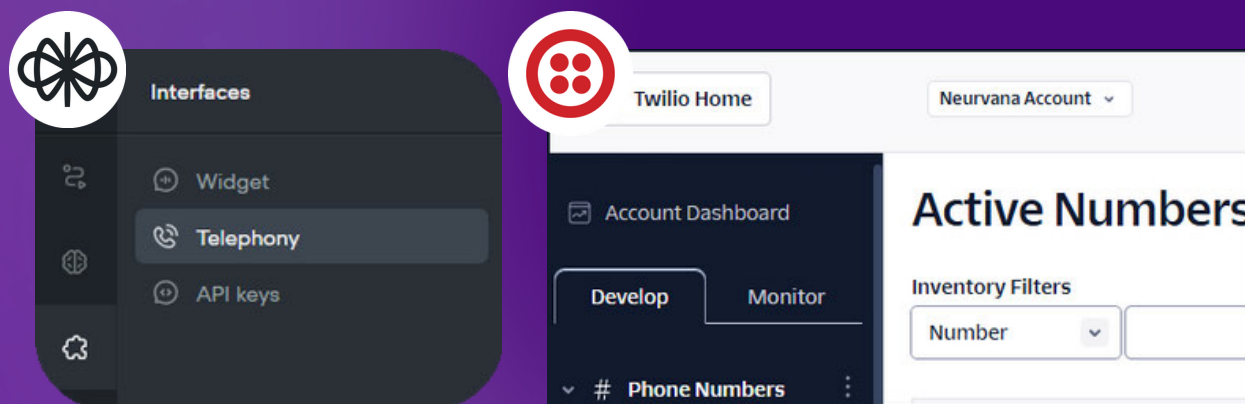 Interfaces
Widget
Telephony
API keys
Twilio Home
Neurvana Account
Account Dashboard
Develop
Monitor
# Phone Numbers
Active Numbers
Inventory Filters
Number